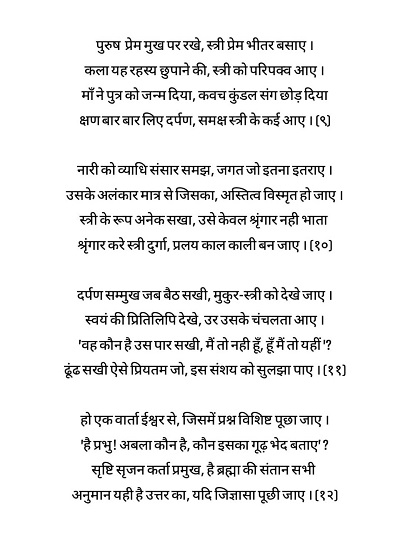 पुरुष प्रेम मुख पर रखे, स्त्री प्रेम भीतर बसाए ।
कला यह रहस्य छुपाने की, स्त्री को परिपक्व आए ।
माँ ने पुत्र को जन्म दिया, कवच कुंडल संग छोड़ दिया
क्षण बार बार लिए दर्पण, समक्ष स्त्री के कई आए । (९)
नारी को व्याधि संसार समझ, जगत जो इतना इतराए ।
उसके अलंकार मात्र से जिसका, अस्तित्व विस्मृत हो जाए ।
स्त्री के रूप अनेक सखा, उसे केवल श्रृंगार नही भाता
श्रृंगार करे स्त्री दुर्गा, प्रलय काल काली बन जाए । (१०)
दर्पण सम्मुख जब बैठ सखी, मुकुर-स्त्री को देखे जाए ।
स्वयं की प्रितिलिपि देखे, उर उसके चंचलता आए ।
'वह कौन है उस पार सखी, मैं तो नही हूँ, हूँ मैं तो यहीं '?
ढूंढ सखी ऐसे प्रियतम जो, इस संशय को सुलझा पाए । (११)
हो एक वार्ता ईश्वर से, जिसमें प्रश्न विशिष्ट पूछा जाए ।
'है प्रभु! अबला कौन है, कौन इसका गूढ़ भेद बताए' ?
सृष्टि सृजन कर्ता प्रमुख, है ब्रह्मा की संतान सभी
अनुमान यही है उत्तर का, यदि जिज्ञासा पूछी जाए । (१२)